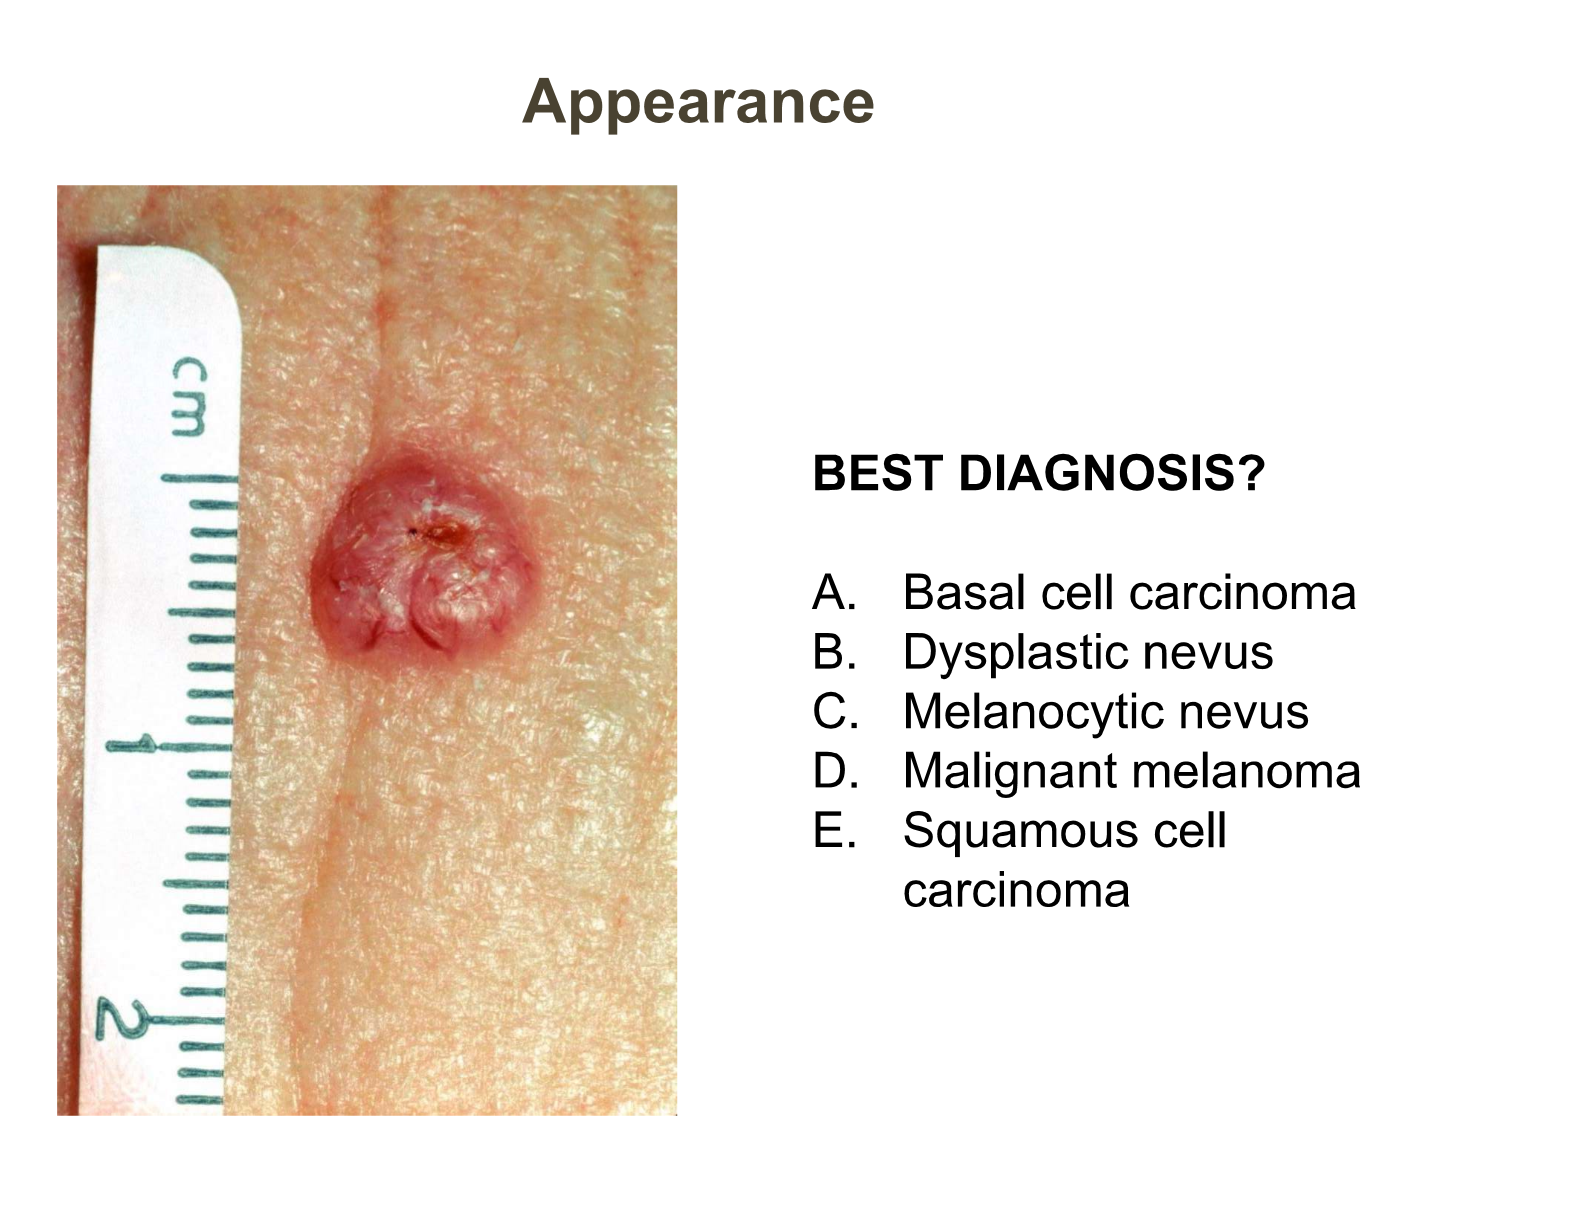 Appearance
cm
1
2
BEST DIAGNOSIS?
A. Basal cell carcinoma
B. Dysplastic nevus
C. Melanocytic nevus
D. Malignant melanoma
E. Squamous cell
carcinoma